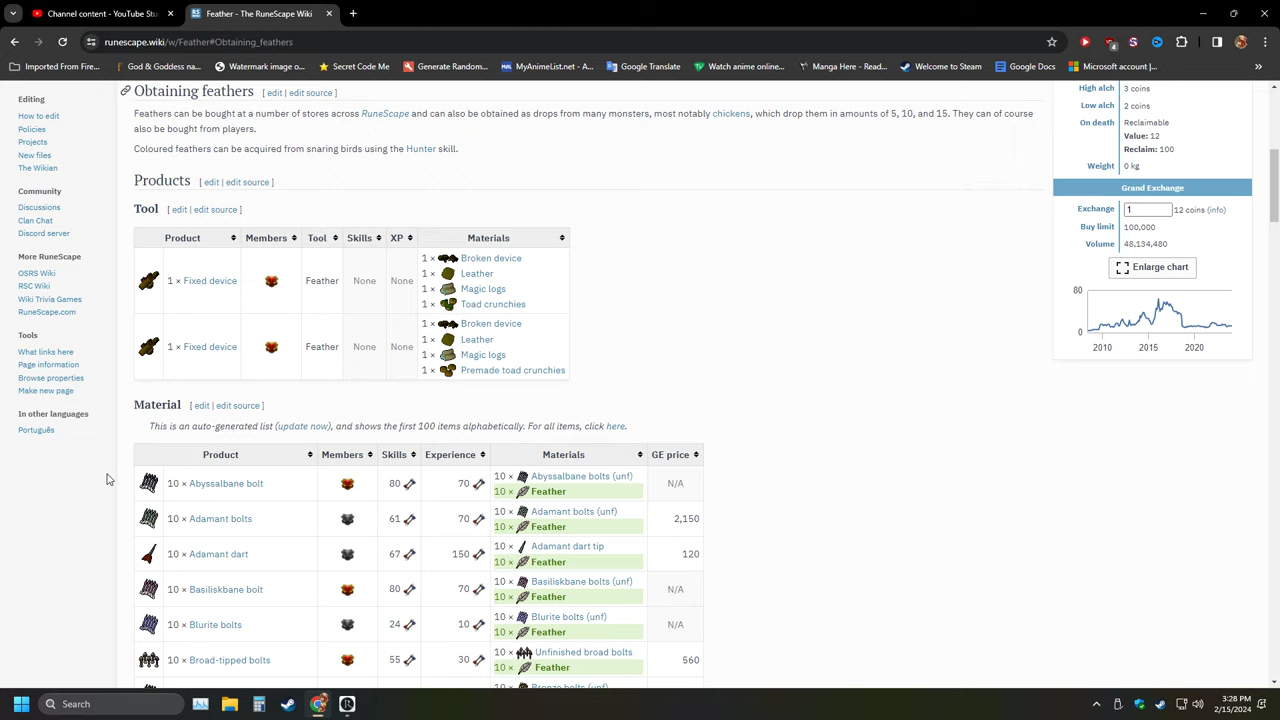 Channel content - YouTube Stu
Feather - The RuneScape Wiki
runescape.wiki/w/Feather#Obtaining_feathers
Imported From Fire...
God & Goddess na...
Watermark image o...
Secret Code Me
Generate Random...
MyAnimeList.net - A...
Google Translate
Watch anime online...
Manga Here - Read...
Welcome to Steam
Google Docs
Microsoft account |...
Obtaining feathers [ edit | edit source ]
Feathers can be bought at a number of stores across RuneScape and can also be obtained as drops from many monsters, most notably chickens, which drop them in amounts of 5, 10, and 15. They can of course
also be bought from players.
Coloured feathers can be acquired from snaring birds using the Hunter skill.
Products [ edit | edit source ]
Tool [ edit | edit source ]
Product Members Tool Skills XP Materials
1 × Fixed device Feather None None
1 × Broken device
1 × Leather
1 × Magic logs
1 × Toad crunchies
1 × Fixed device Feather None None
1 × Broken device
1 × Leather
1 × Magic logs
1 × Premade toad crunchies
Material [ edit | edit source ]
This is an auto-generated list (update now), and shows the first 100 items alphabetically. For all items, click here.
Product Members Skills Experience Materials GE price
10 × Abyssalbane bolt 80 70 10 × Abyssalbane bolts (unf) N/A
10 × Feather
10 × Adamant bolts 61 70 10 × Adamant bolts (unf) 2,150
10 × Feather
10 × Adamant dart 67 150 10 × Adamant dart tip 120
10 × Feather
10 × Basiliskbane bolt 80 70 10 × Basiliskbane bolts (unf) N/A
10 × Feather
10 × Blurite bolts 24 10 10 × Blurite bolts (unf) N/A
10 × Feather
10 × Broad-tipped bolts 55 30 10 × Unfinished broad bolts 560
10 × Feather
Editing
How to edit
Policies
Projects
New files
The Wikian
Community
Discussions
Clan Chat
Discord server
More RuneScape
OSRS Wiki
RSC Wiki
Wiki Trivia Games
RuneScape.com
Tools
What links here
Page information
Browse properties
Make new page
In other languages
Português
High alch 3 coins
Low alch 2 coins
On death Reclaimable
Value: 12
Reclaim: 100
Weight 0 kg
Grand Exchange
Exchange 1 12 coins (info)
Buy limit 100,000
Volume 48,134,480
Enlarge chart
80
0
2010 2015 2020
Search
3:28 PM
2/15/2024